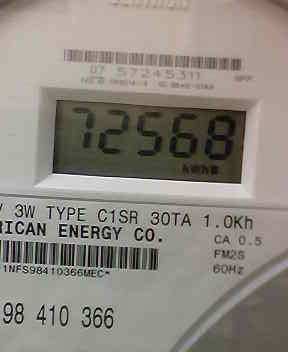 07 57245311
72568
kWh
V 3W TYPE C1SR 30TA 1.0Kh
RICAN ENERGY CO.
CA 0.5
FM2S
60Hz
1NFS98410366MEC*
98 410 366